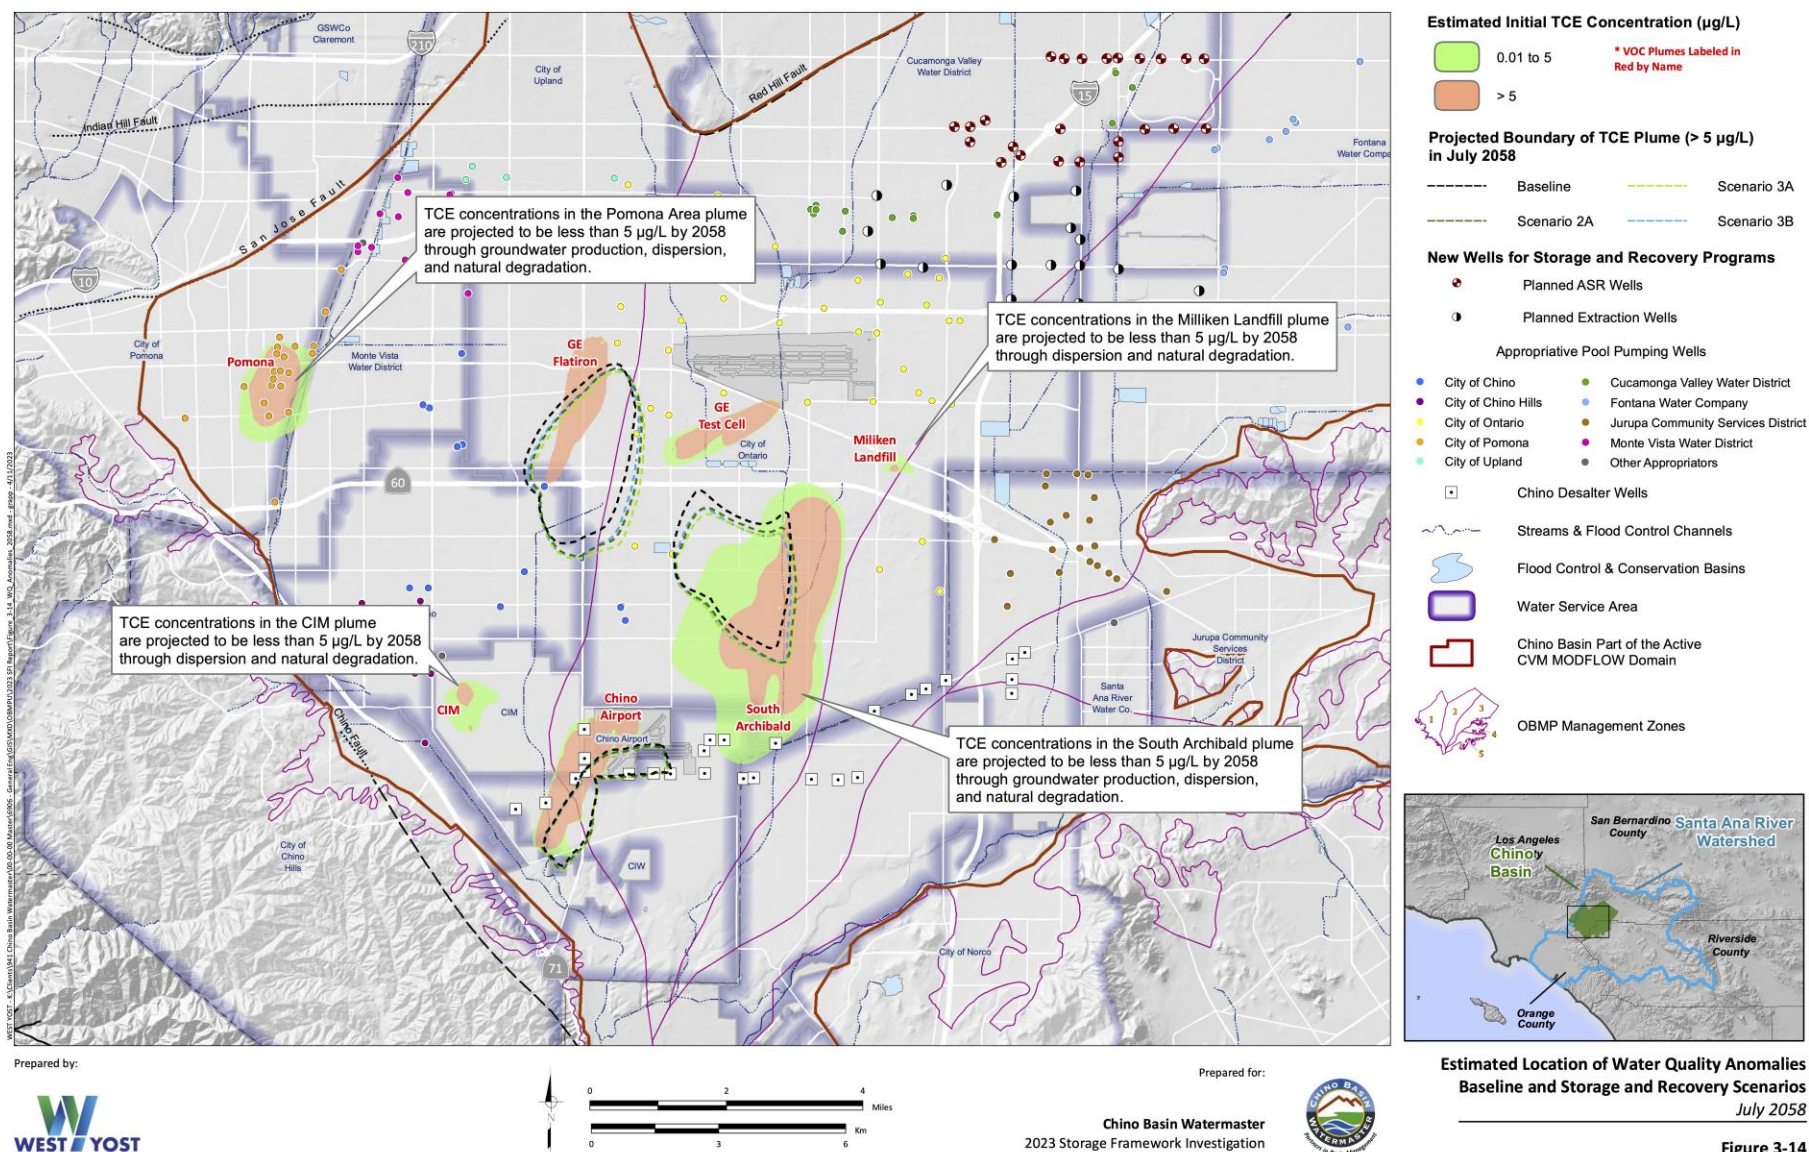 GSWCo
Claremont
210
City of
Upland
Cucamonga Valley
Water District
15
Red Hill Fault
Indian Hill Fault
San Jose Fault
Fontana
Water Compa
TCE concentrations in the Pomona Area plume
are projected to be less than 5 µg/L by 2058
through groundwater production, dispersion,
and natural degradation.
10
TCE concentrations in the Milliken Landfill plume
are projected to be less than 5 µg/L by 2058
through dispersion and natural degradation.
City of
Pomona
Pomona
Monte Vista
Water District
GE
Flatiron
GE
Test Cell
City of
Ontario
Miliken
Landfill
60
TCE concentrations in the CIM plume
are projected to be less than 5 µg/L by 2058
through dispersion and natural degradation.
Jurupa Community
Services
District
Santa
Ana River
Water Co.
CIM
CIM
Chino
Airport
Chino Airport
South
Archibald
Chino Fault
TCE concentrations in the South Archibald plume
are projected to be less than 5 µg/L by 2058
through groundwater production, dispersion,
and natural degradation.
City of
Chino
Hills
CIW
City of Norco
71
Estimated Initial TCE Concentration (µg/L)
0.01 to 5
> 5
* VOC Plumes Labeled in
Red by Name
Projected Boundary of TCE Plume (> 5 µg/L)
in July 2058
Baseline
Scenario 3A
Scenario 2A
Scenario 3B
New Wells for Storage and Recovery Programs
Planned ASR Wells
Planned Extraction Wells
Appropriative Pool Pumping Wells
City of Chino
Cucamonga Valley Water District
City of Chino Hills
Fontana Water Company
City of Ontario
Jurupa Community Services District
City of Pomona
Monte Vista Water District
City of Upland
Other Appropriators
Chino Desalter Wells
Streams & Flood Control Channels
Flood Control & Conservation Basins
Water Service Area
Chino Basin Part of the Active
CVM MODFLOW Domain
1
2
3
4
5
OBMP Management Zones
San Bernardino
County
Santa Ana River
Watershed
Los Angeles
Chino
Basin
Riverside
County
Orange
County
Prepared by:
WEST YOST
N
0 2 4
Miles
Km
0 3 6
Prepared for:
Chino Basin Watermaster
2023 Storage Framework Investigation
CHINO BASIN
WATERMASTER
Estimated Location of Water Quality Anomalies
Baseline and Storage and Recovery Scenarios
July 2058
Figure 3-14